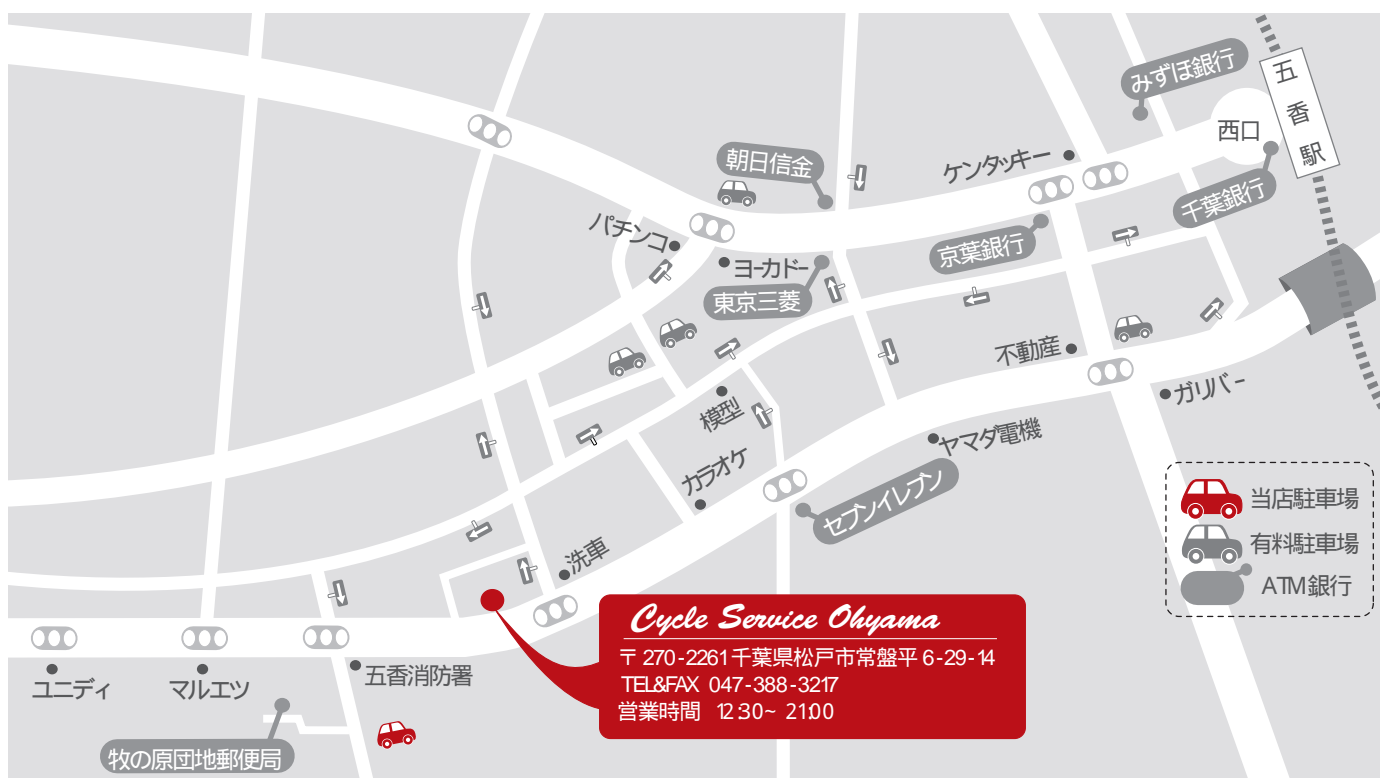 みずほ銀行
五香駅
西口
朝日信金
ケンタッキー
千葉銀行
パチンコ
京葉銀行
ヨーカドー
東京三菱
不動産
ガリバー
模型
ヤマダ電機
カラオケ
セブンイレブン
当店駐車場
有料駐車場
ATM銀行
洗車
Cycle Service Ohyama
〒270-2261千葉県松戸市常盤平6-29-14
TEL&FAX 047-388-3217
営業時間 12:30~ 21:00
ユニディ
マルエツ
五香消防署
牧の原団地郵便局